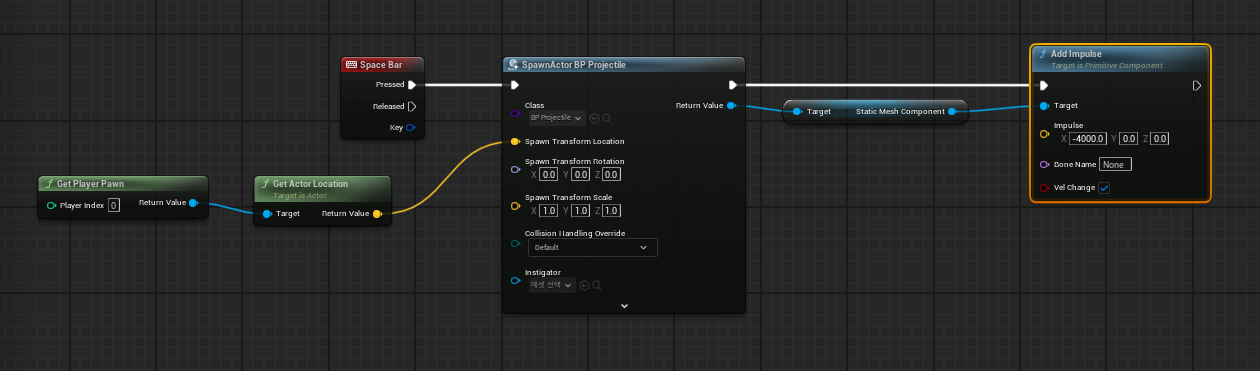 Space Bar
Pressed
Released
Key
Get Player Pawn
Player Index 0
Return Value
Get Actor Location
Target is Actor
Target
Return Value
SpawnActor BP Projectile
Class
BP Projectile
Return Value
Spawn Transform Location
Spawn Transform Rotation
X 0.0 Y 0.0 Z 0.0
Spawn Transform Scale
X 1.0 Y 1.0 Z 1.0
Collision Handling Override
Default
Instigator
애셋 선택
Target Static Mesh Component
f Add Impulse
Target is Primitive Component
Target
Impulse
X -4000.0 Y 0.0 Z 0.0
Bone Name None
Vel Change